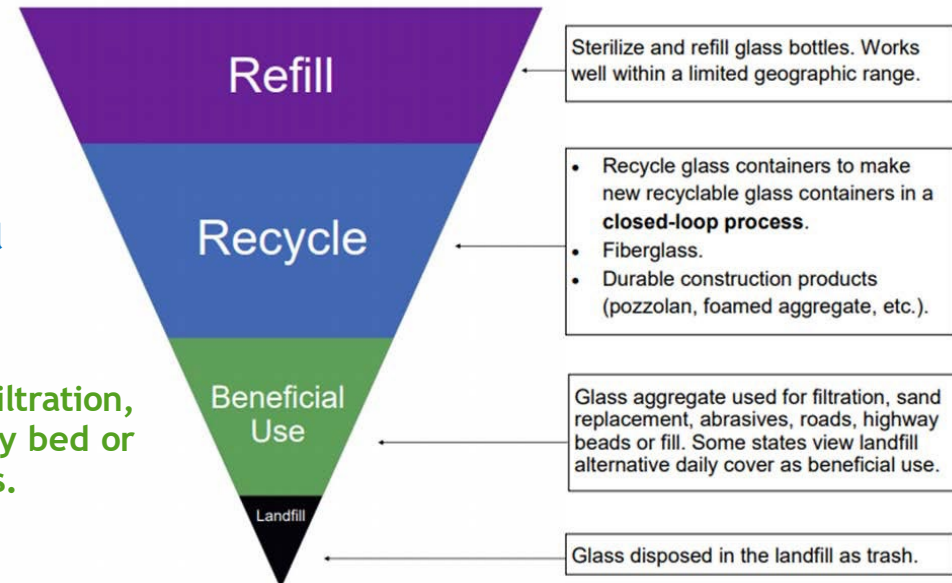 Refill
Sterilize and refill glass bottles. Works
well within a limited geographic range.
Recycle
• Recycle glass containers to make
new recyclable glass containers in a
closed-loop process.
• Fiberglass.
• Durable construction products
(pozzolan, foamed aggregate, etc.).
iltration,
y bed or
s.
Beneficial
Use
Glass aggregate used for filtration, sand
replacement, abrasives, roads, highway
beads or fill. Some states view landfill
alternative daily cover as beneficial use.
Landfill
Glass disposed in the landfill as trash.